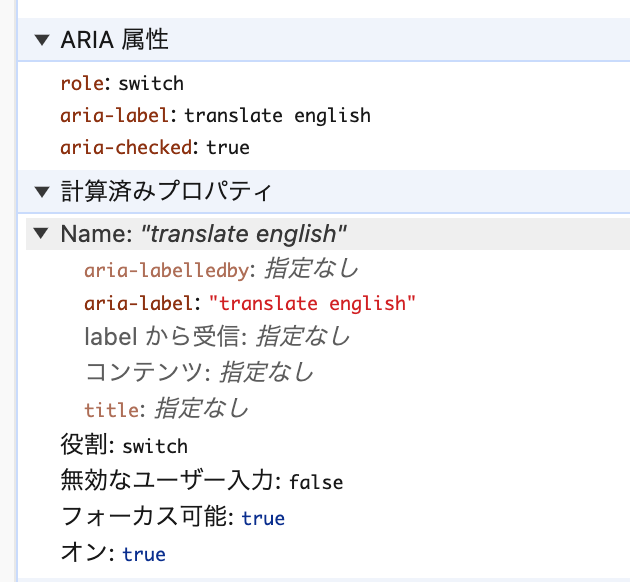 ▼ ARIA 属性
role: switch
aria-label: translate english
aria-checked: true
▼ 計算済みプロパティ
▼ Name: "translate english"
aria-labelledby: 指定なし
aria-label: "translate english"
label から受信: 指定なし
コンテンツ: 指定なし
title: 指定なし
役割: switch
無効なユーザー入力: false
フォーカス可能: true
オン: true